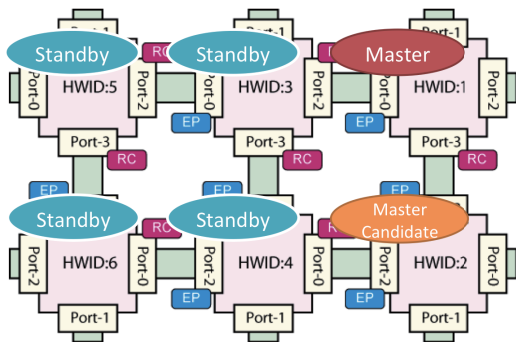 Standby
RC
Standby
Master
Port-0
HWID:5
Port-2
Port-0
HWID:3
Port-2
Port-0
HWID:1
Port-2
EP
EP
Port-3
Port-3
Port-3
RC
RC
RC
EP
EP
EP
Standby
RC
Standby
Master
Candidate
Port-2
HWID:6
Port-0
Port-2
HWID:4
Port-0
Port-2
HWID:2
Port-0
EP
EP
Port-1
Port-1
Port-1